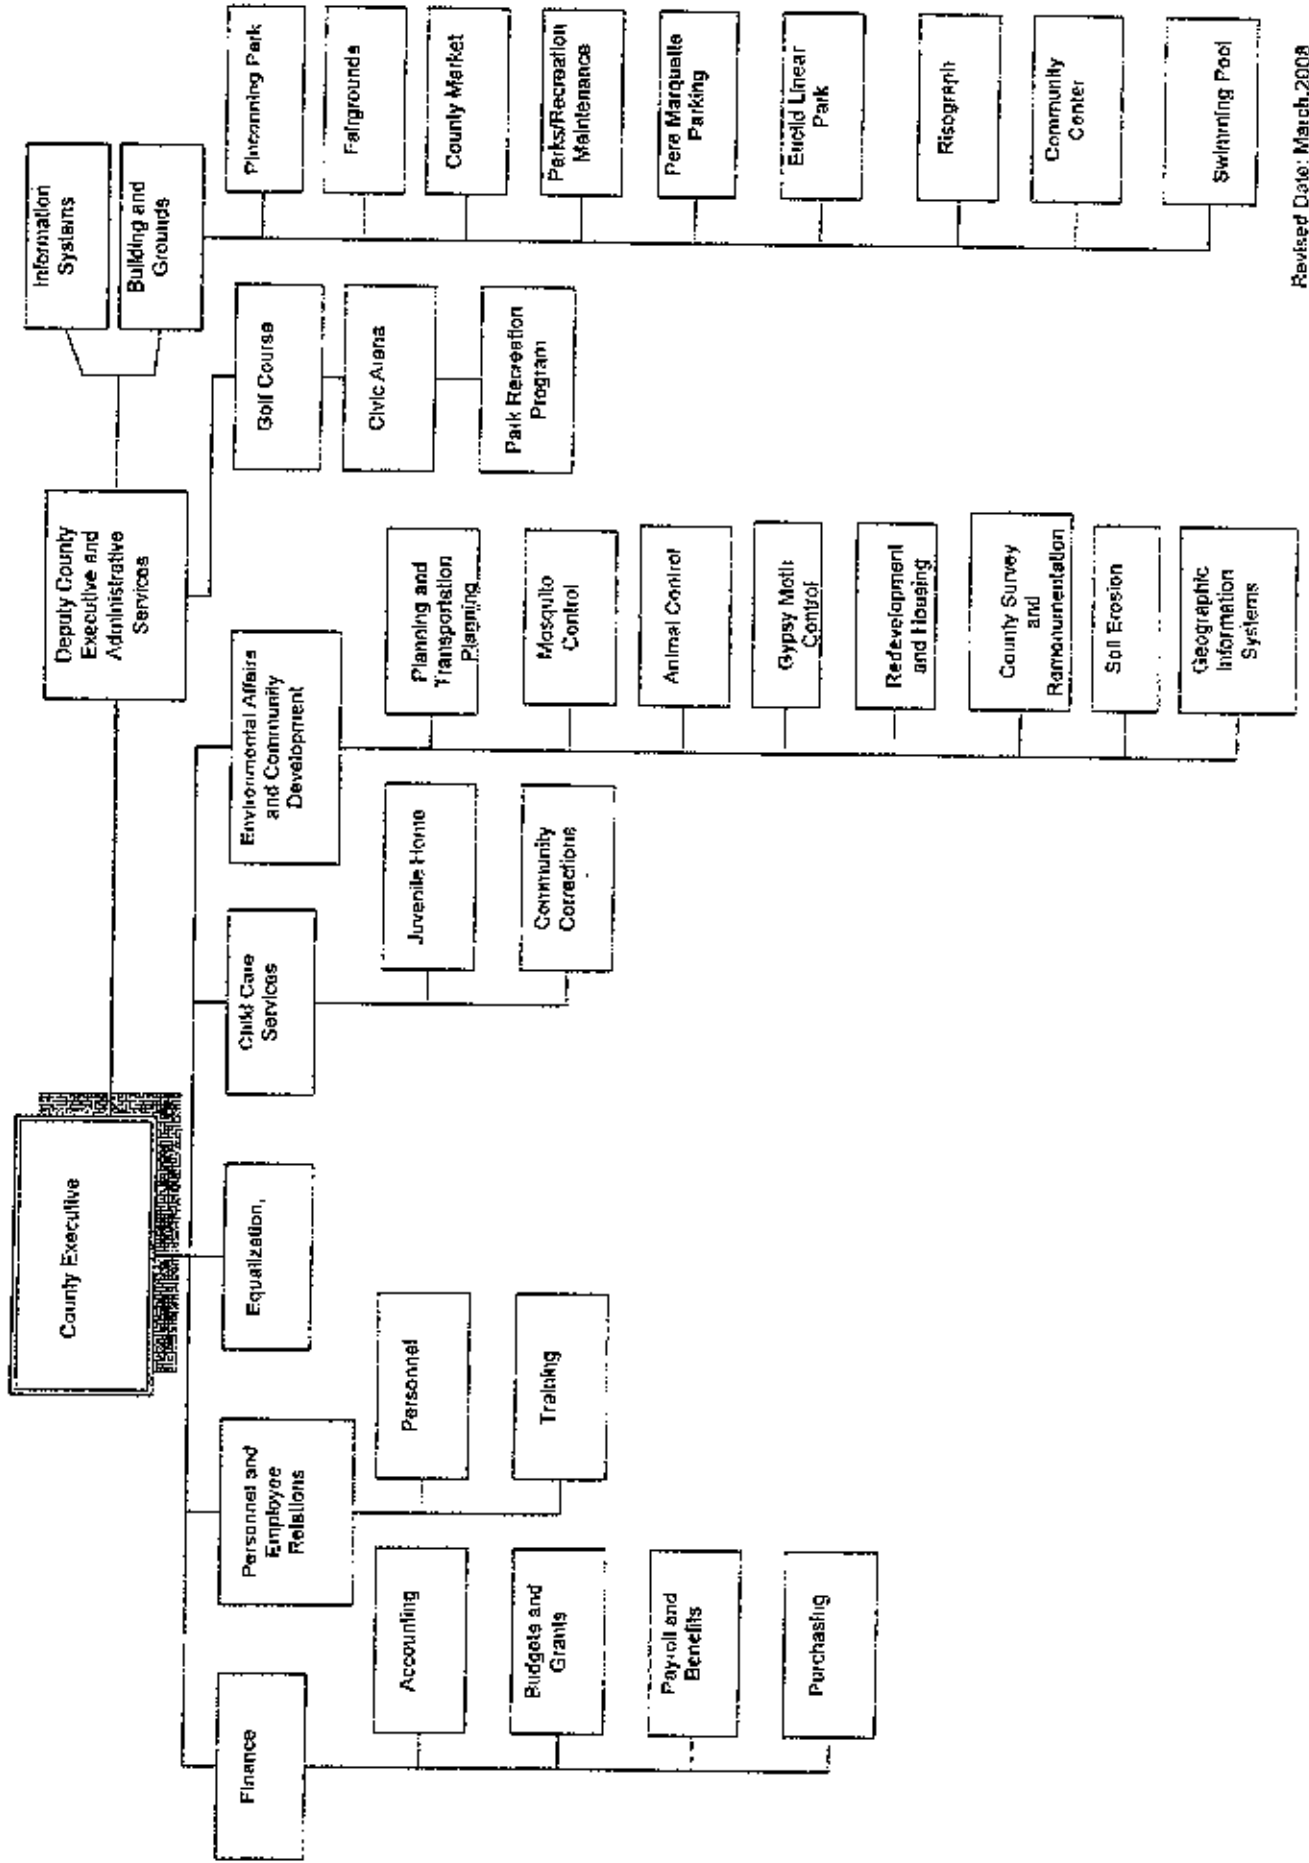 County Executive
Deputy County
Executive and
Administrative
Services
Information
Systems
Building and
Grounds
Finance
Personnel and
Employee
Relations
Equalization,
Child Care
Services
Environmental Affairs
and Community
Development
Golf Course
Civic Arena
Park Recreation
Program
Pinconning Park
Fairgrounds
County Market
Parks/Recreation
Maintenance
Pere Marquette
Parking
Euclid Linear
Park
Risograph
Community
Center
Swimming Pool
Accounting
Budgets and
Grants
Payroll and
Benefits
Purchasing
Personnel
Training
Juvenile Home
Community
Corrections
Planning and
Transportation
Planning
Mosquito
Control
Animal Control
Gypsy Moth
Control
Redevelopment
and Housing
County Survey
and
Remonumentation
Soil Erosion
Geographic
Information
Systems
Revised Date: March.2008